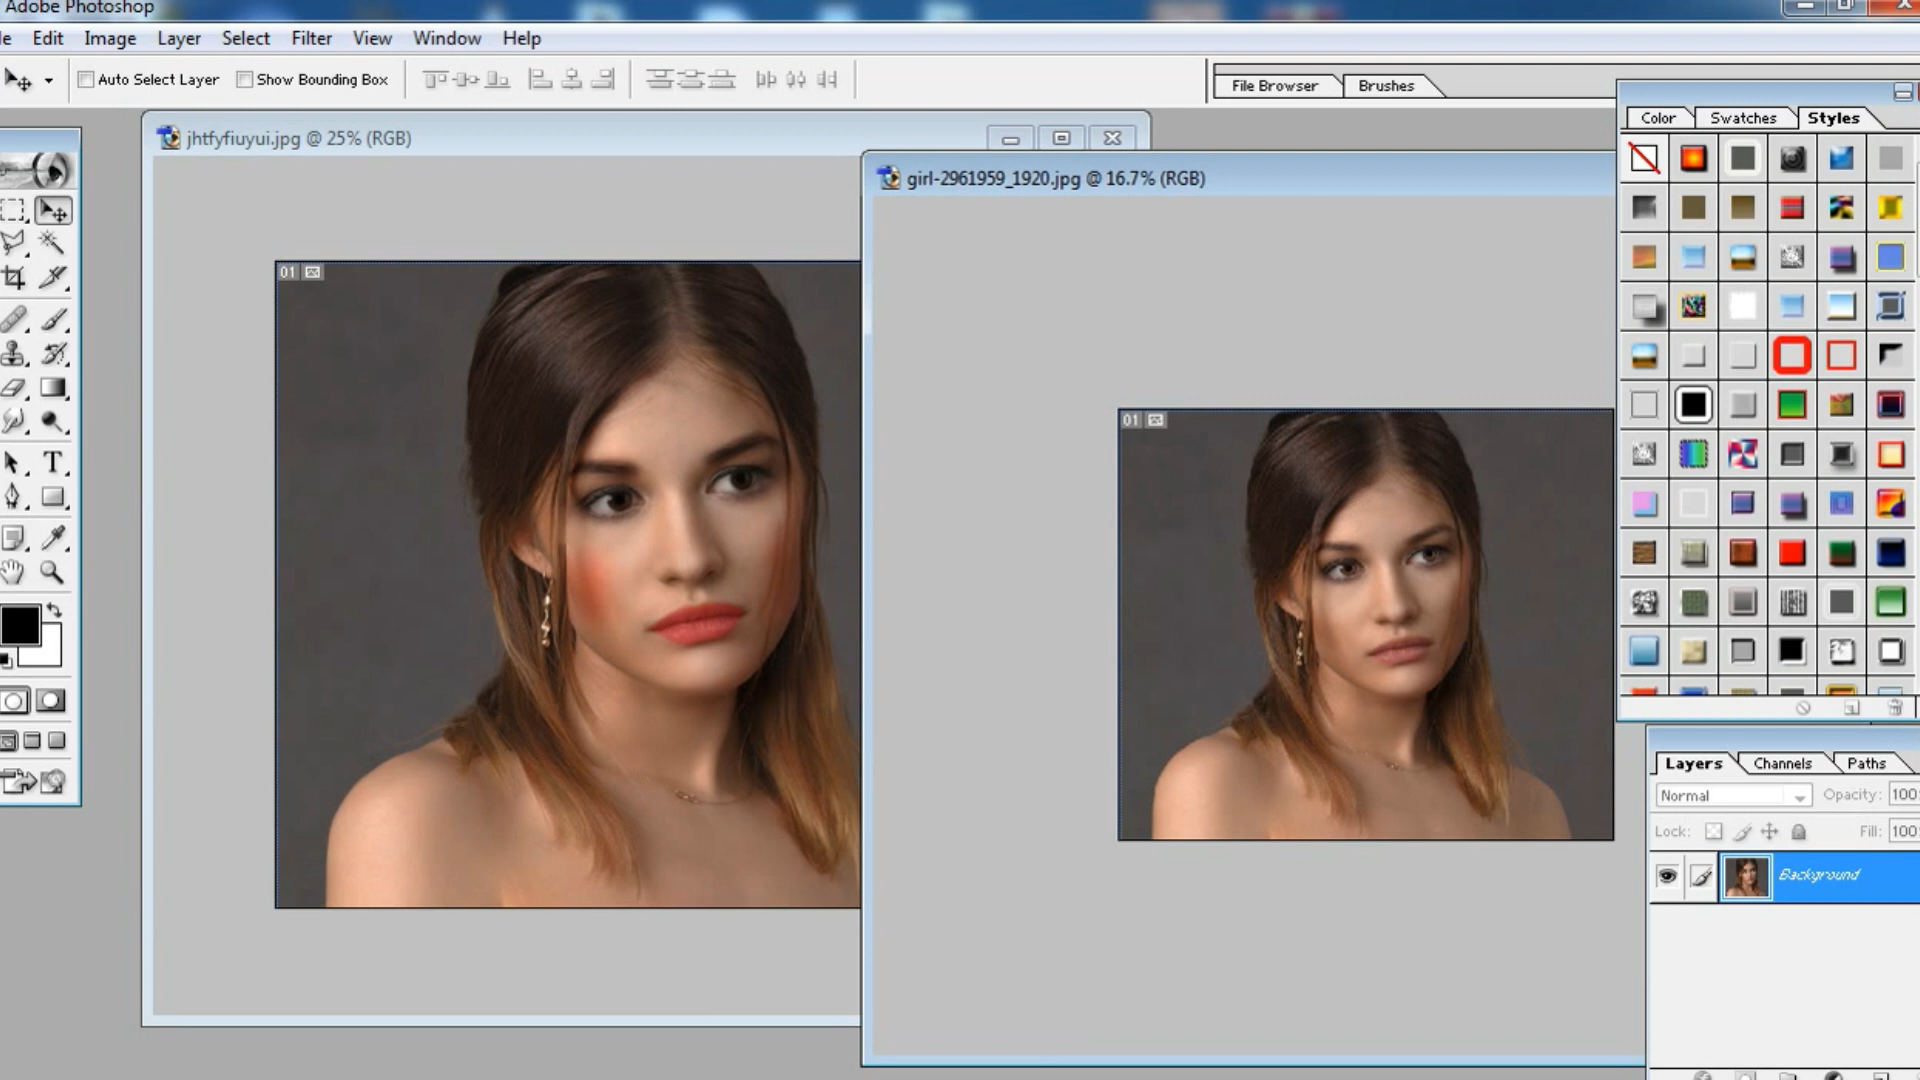 Adobe Photoshop
le Edit Image Layer Select Filter View Window Help
Auto Select Layer Show Bounding Box
File Browser Brushes
jhtfyfiuyui.jpg @ 25% (RGB)
01
girl-2961959_1920.jpg @ 16.7% (RGB)
01
Color Swatches Styles
T
Layers Channels Paths
Normal Opacity: 100
Lock: Fill: 100
Background